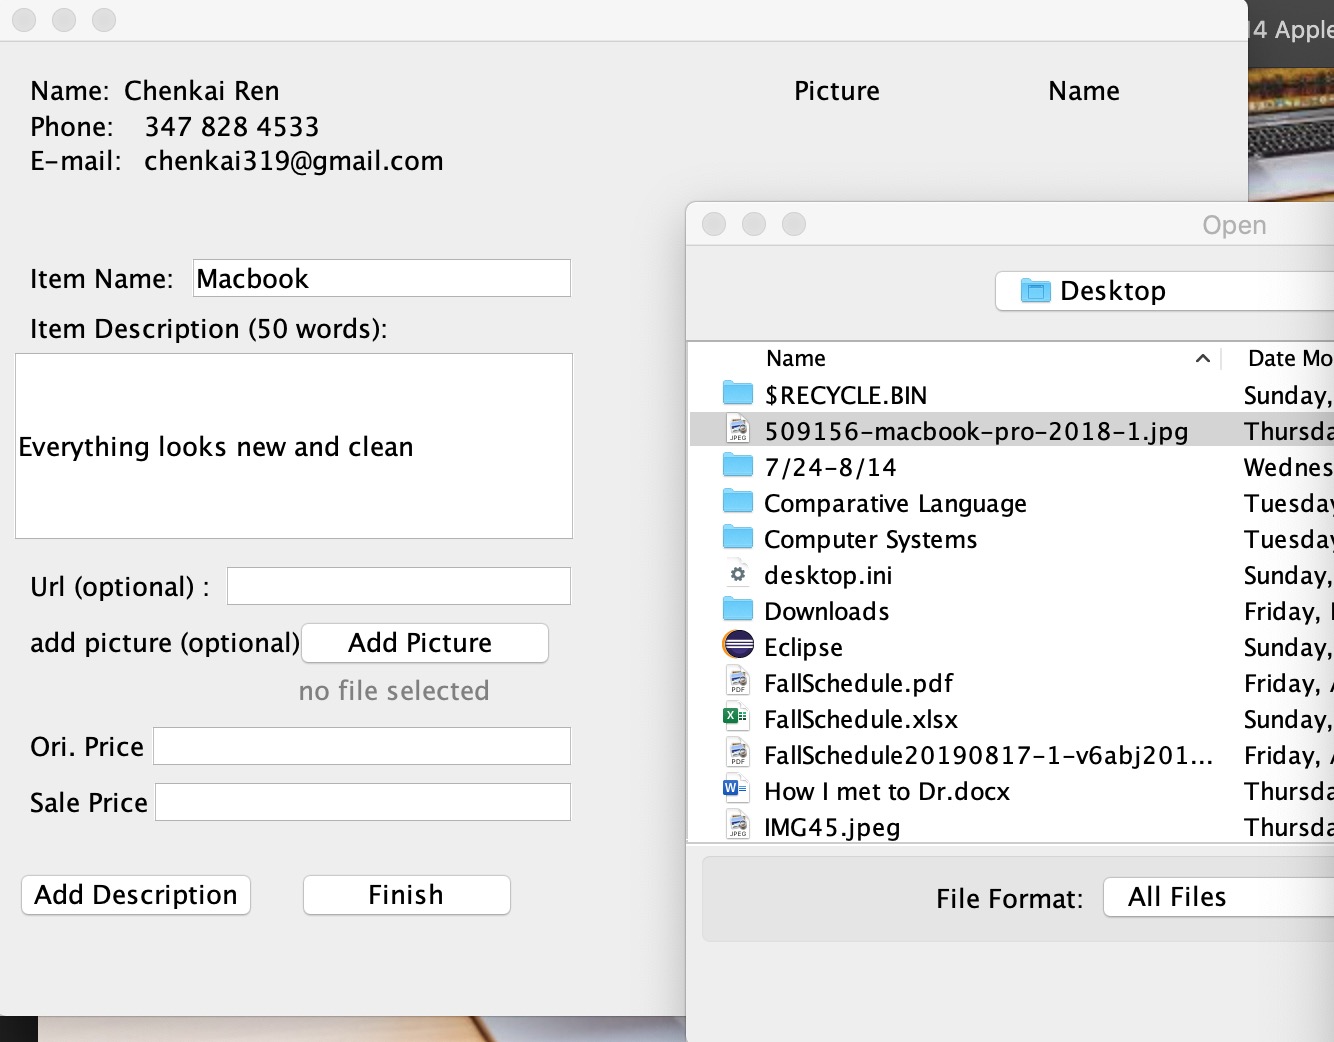 14 Apple
Name: Chenkai Ren
Phone: 347 828 4533
E-mail: chenkai319@gmail.com
Picture Name
Item Name: Macbook
Item Description (50 words):
Everything looks new and clean
Url (optional) :
add picture (optional) Add Picture
no file selected
Ori. Price
Sale Price
Add Description Finish
Open
Desktop
Name Date Mo
$RECYCLE.BIN Sunday,
509156-macbook-pro-2018-1.jpg Thursda
7/24-8/14 Wednes
Comparative Language Tuesday
Computer Systems Tuesday
desktop.ini Sunday,
Downloads Friday,
Eclipse Sunday,
FallSchedule.pdf Friday,
FallSchedule.xlsx Sunday,
FallSchedule20190817-1-v6abj201... Friday,
How I met to Dr.docx Thursda
IMG45.jpeg Thursda
File Format: All Files